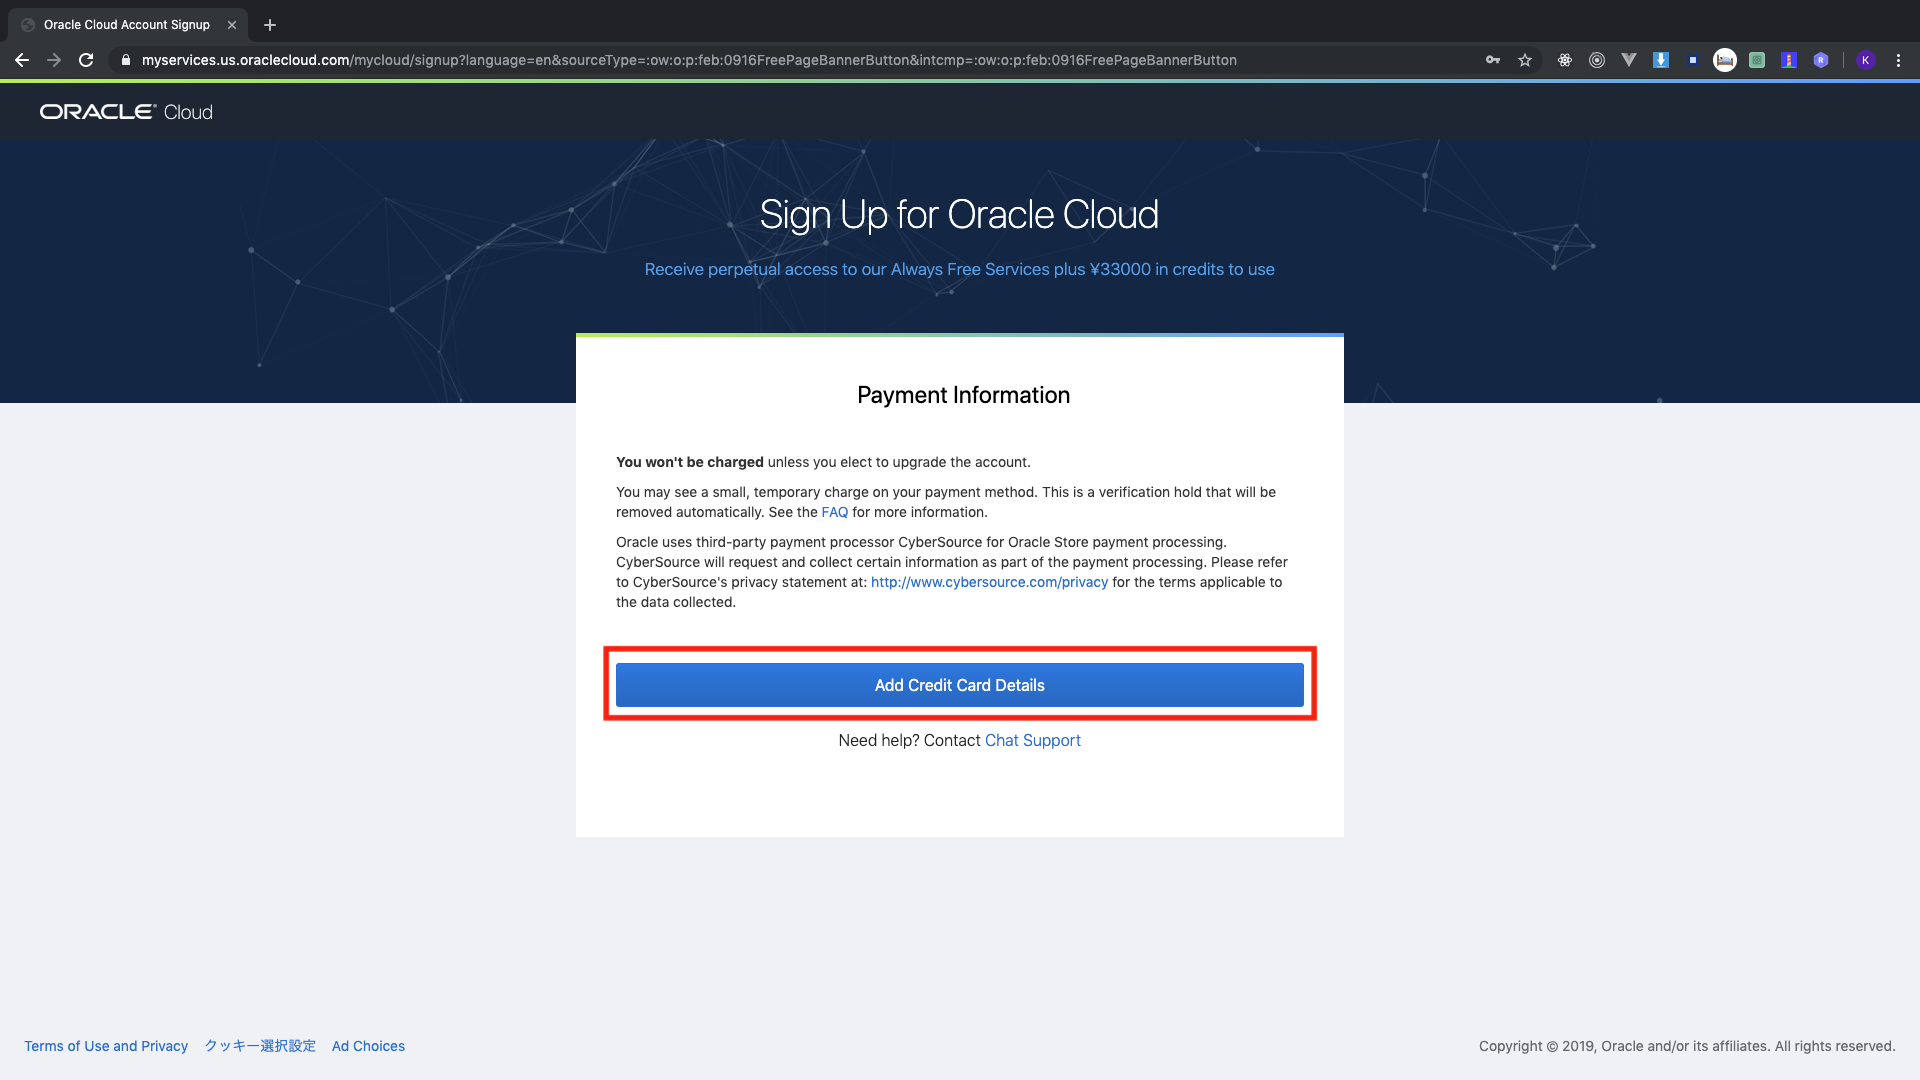 Oracle Cloud Account Signup
myservices.us.oraclecloud.com/mycloud/signup?language=en&sourceType=:ow:o:p:feb:0916FreePageBannerButton&intcmp=:ow:o:p:feb:0916FreePageBannerButton
K
ORACLE Cloud
Sign Up for Oracle Cloud
Receive perpetual access to our Always Free Services plus ¥33000 in credits to use
Payment Information
You won't be charged unless you elect to upgrade the account.
You may see a small, temporary charge on your payment method. This is a verification hold that will be
removed automatically. See the FAQ for more information.
Oracle uses third-party payment processor CyberSource for Oracle Store payment processing.
CyberSource will request and collect certain information as part of the payment processing. Please refer
to CyberSource's privacy statement at: http://www.cybersource.com/privacy for the terms applicable to
the data collected.
Add Credit Card Details
Need help? Contact Chat Support
Terms of Use and Privacy クッキー選択設定 Ad Choices
Copyright © 2019, Oracle and/or its affiliates. All rights reserved.